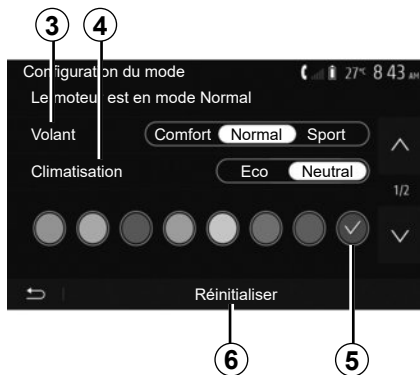 3 4
Configuration du mode 27°C 8 43 AM
Le moteur est en mode Normal
Volant Comfort Normal Sport
Climatisation Eco Neutral
1/2
Réinitialiser
6 5